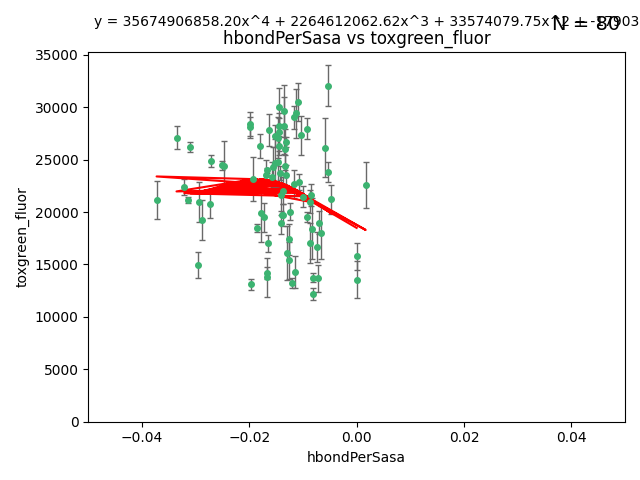 y = 35674906858.20x^4 + 2264612062.62x^3 + 33574079.75x^2 + -17903
N = 80
hbondPerSasa vs toxgreen_fluor
35000
30000
25000
20000
15000
10000
5000
0
toxgreen_fluor
−0.04 −0.02 0.00 0.02 0.04
hbondPerSasa